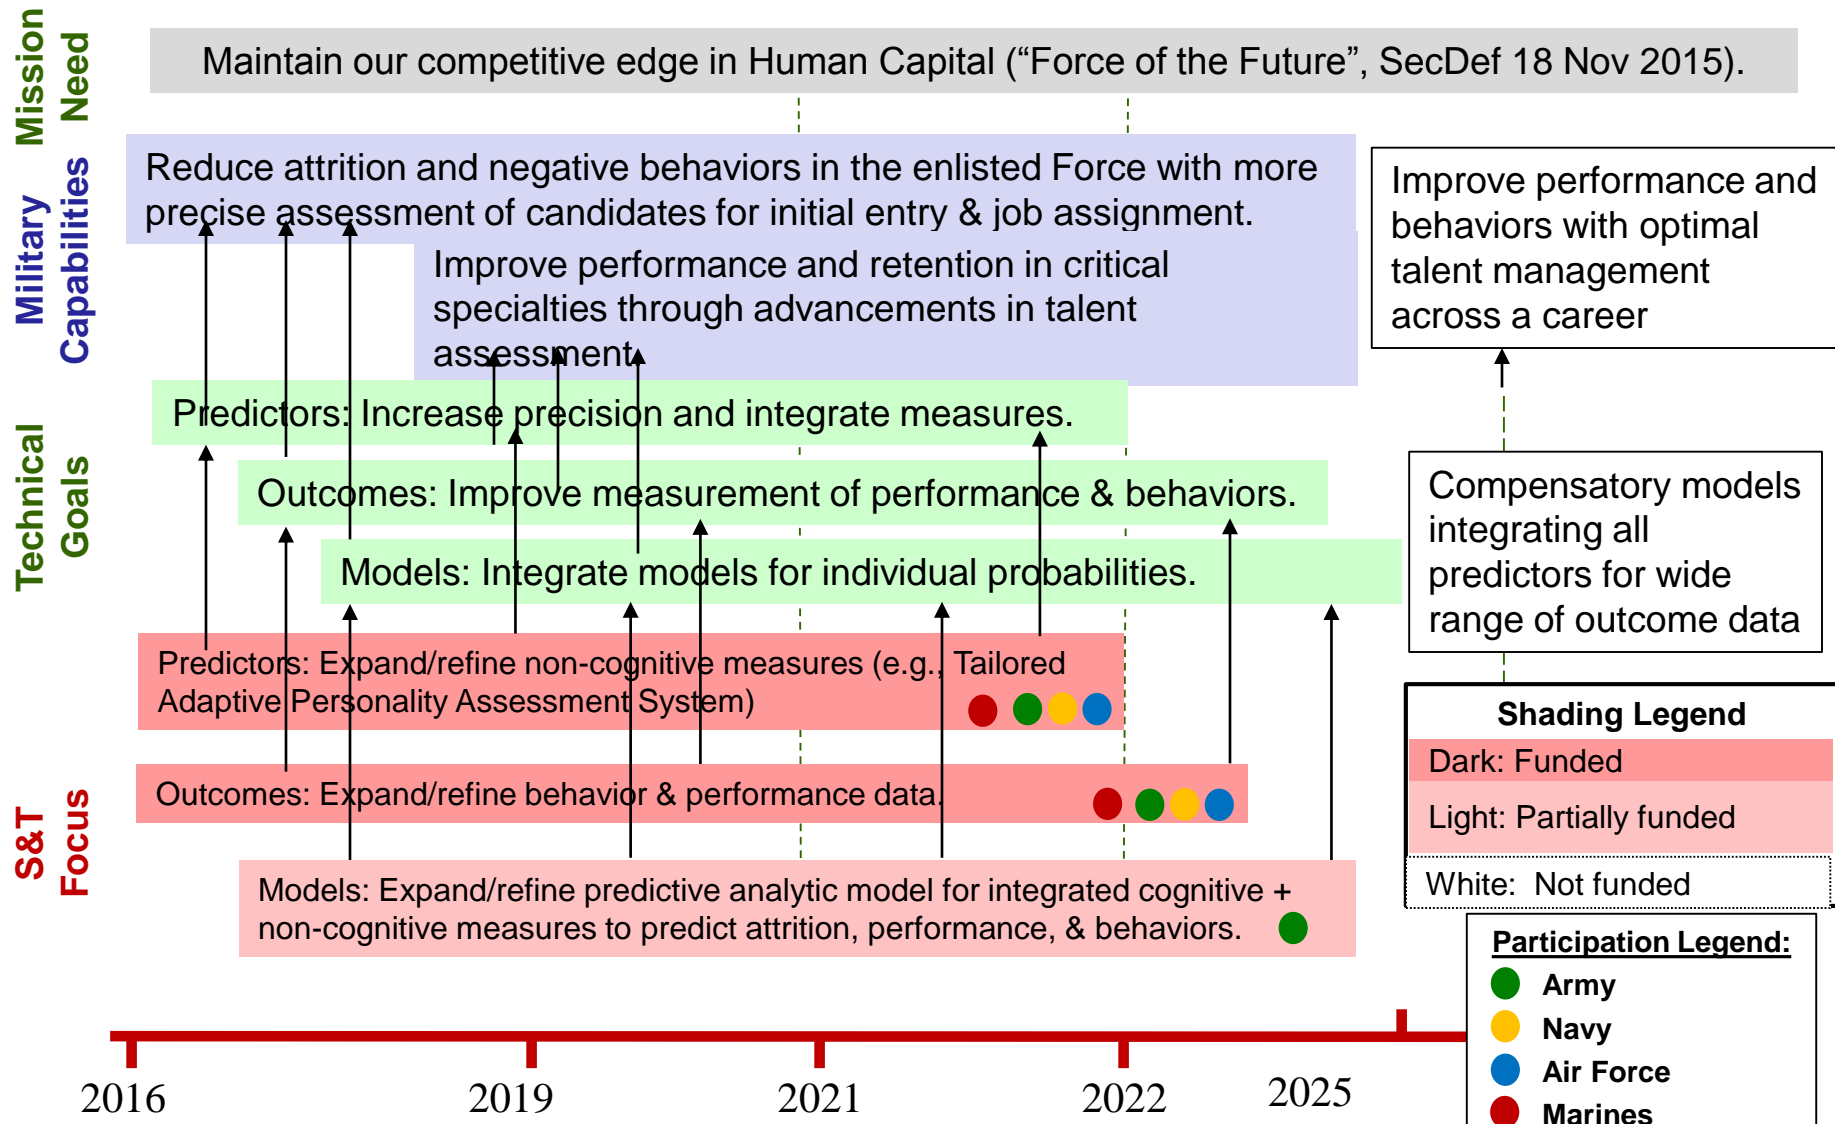 Mission
Need
Maintain our competitive edge in Human Capital (“Force of the Future”, SecDef 18 Nov 2015).
Military
Capabilities
Reduce attrition and negative behaviors in the enlisted Force with more
precise assessment of candidates for initial entry & job assignment.
Improve performance and retention in critical
specialties through advancements in talent
assessment
Improve performance and
behaviors with optimal
talent management
across a career
Technical
Goals
Predictors: Increase precision and integrate measures.
Outcomes: Improve measurement of performance & behaviors.
Models: Integrate models for individual probabilities.
Compensatory models
integrating all
predictors for wide
range of outcome data
S&T
Focus
Predictors: Expand/refine non-cognitive measures (e.g., Tailored
Adaptive Personality Assessment System)
Outcomes: Expand/refine behavior & performance data.
Models: Expand/refine predictive analytic model for integrated cognitive +
non-cognitive measures to predict attrition, performance, & behaviors.
Shading Legend
Dark: Funded
Light: Partially funded
White: Not funded
Participation Legend:
Army
Navy
Air Force
Marines
2016
2019
2021
2022
2025